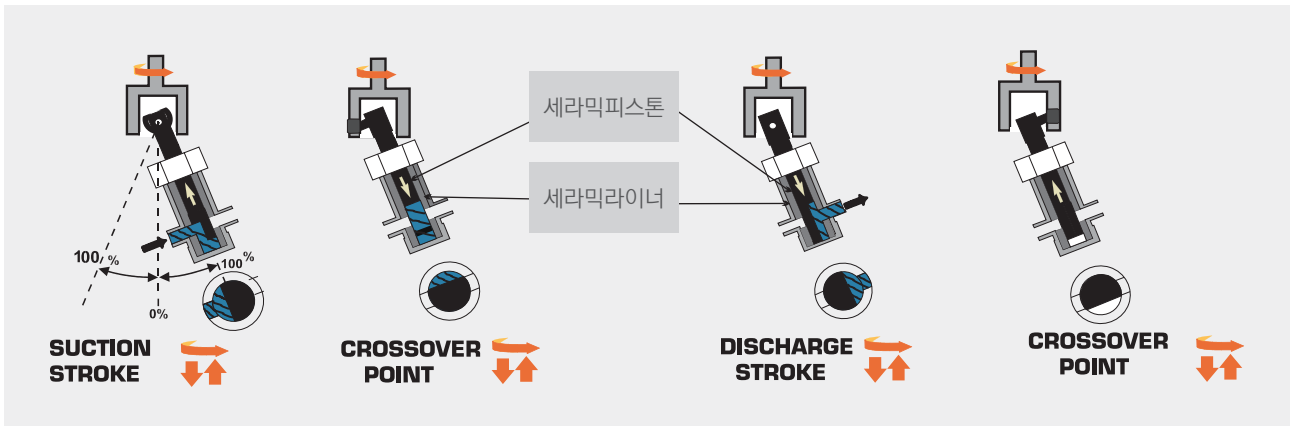 세라믹피스톤
세라믹라이너
100 %
100 %
0%
SUCTION
STROKE
CROSSOVER
POINT
DISCHARGE
STROKE
CROSSOVER
POINT